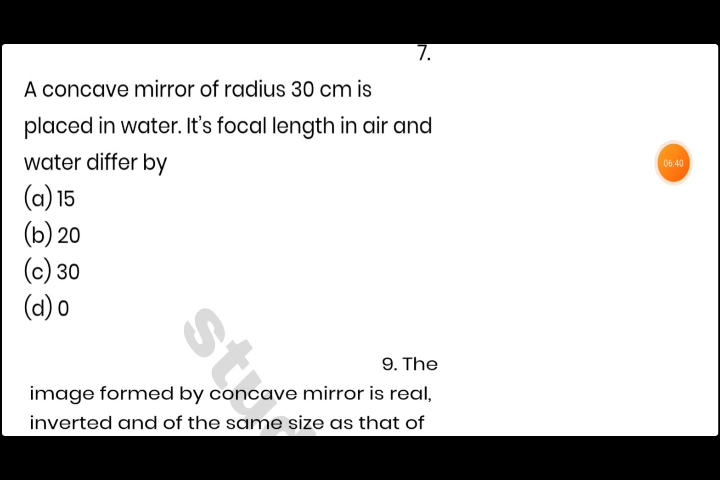 7.
A concave mirror of radius 30 cm is
placed in water. It's focal length in air and
water differ by
(a) 15
(b) 20
(c) 30
(d) 0
06:40
9. The
image formed by concave mirror is real,
inverted and of the same size as that of